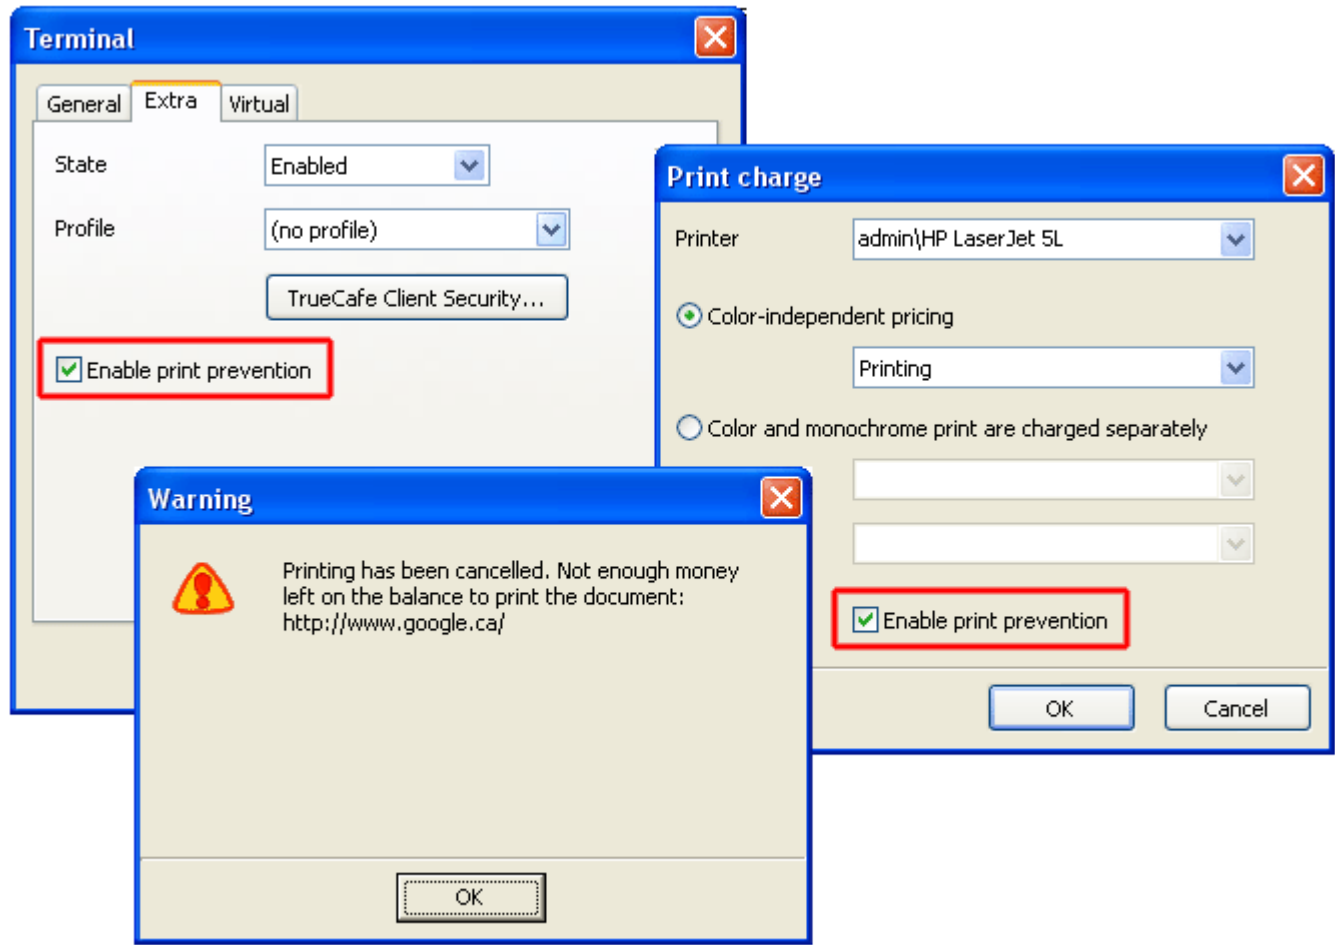 Terminal
General Extra Virtual
State Enabled
Profile (no profile)
TrueCafe Client Security...
Enable print prevention
Print charge
Printer admin\HP LaserJet 5L
Color-independent pricing
Printing
Color and monochrome print are charged separately
Enable print prevention
OK Cancel
Warning
Printing has been cancelled. Not enough money
left on the balance to print the document:
http://www.google.ca/
OK